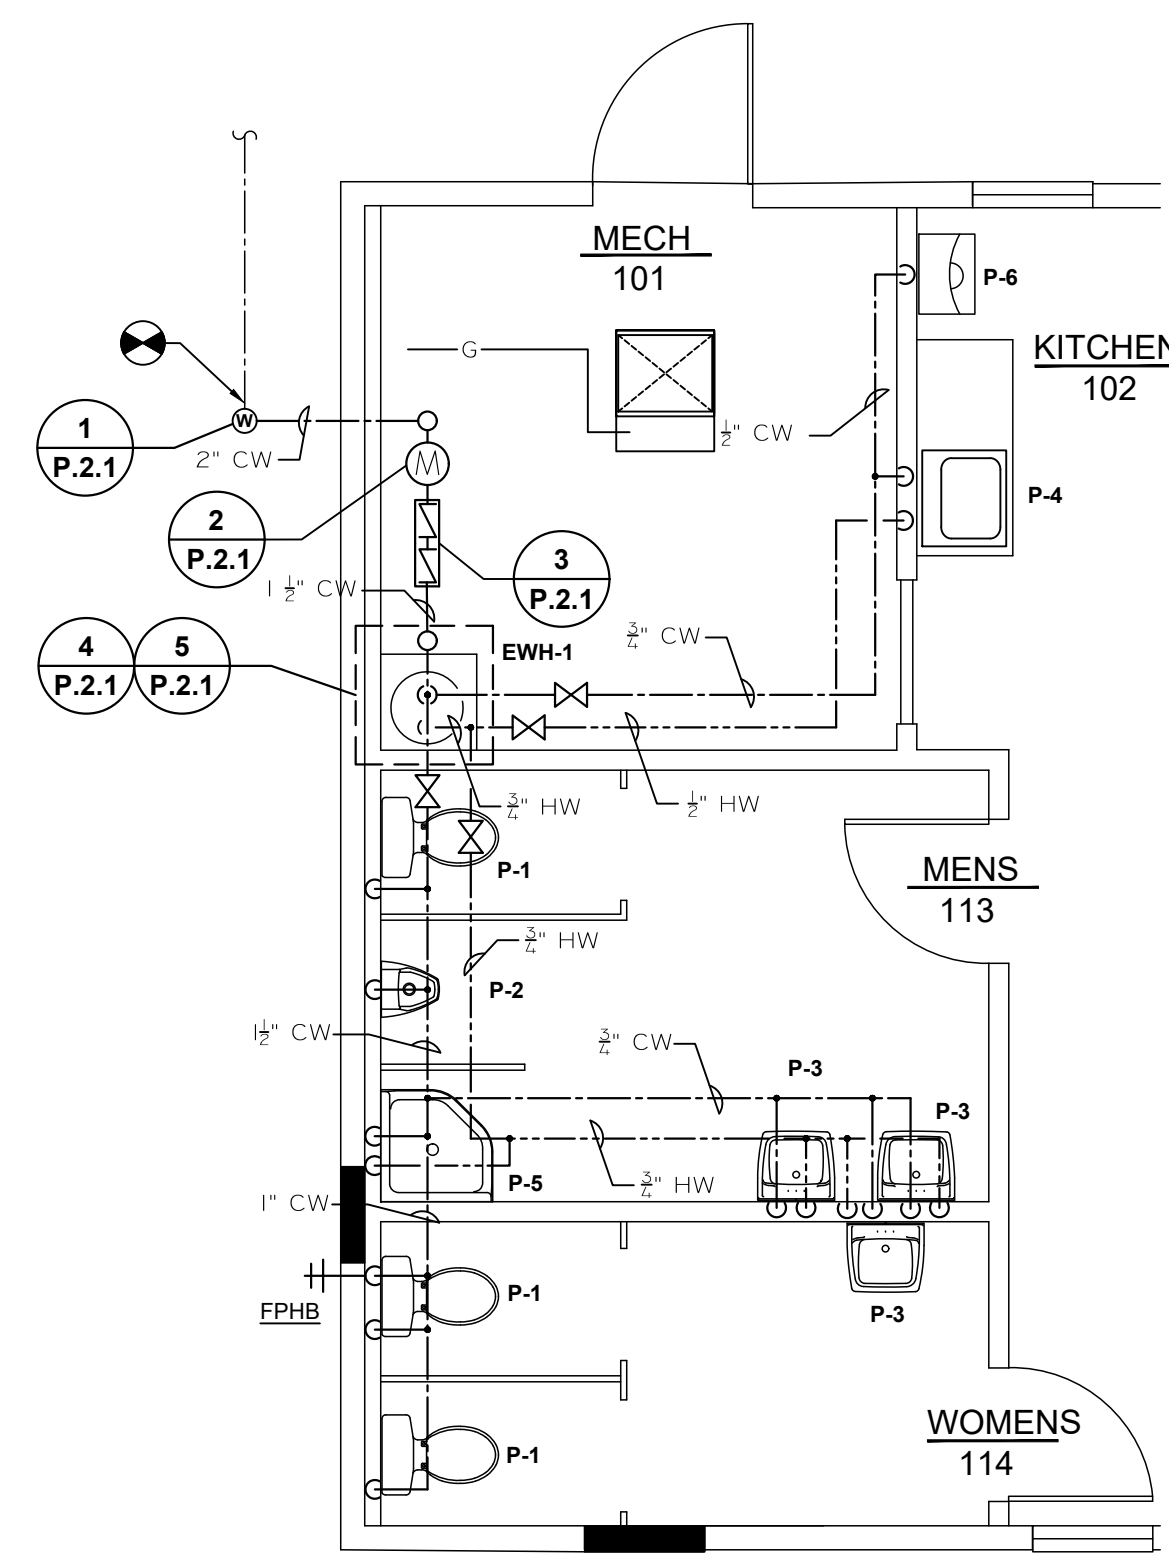 MECH
101
P-6
KITCHEN
102
G
1/2" CW
W
1
P.2.1
2" CW
M
P-4
2
P.2.1
3
P.2.1
1 1/2" CW
4
P.2.1
5
P.2.1
EWH-1
3/4" CW
3/4" HW
1/2" HW
P-1
MENS
113
3/4" HW
P-2
1 1/2" CW
3/4" CW
P-3
P-3
P-5
3/4" HW
1" CW
P-1
FPHB
P-3
WOMENS
114
P-1